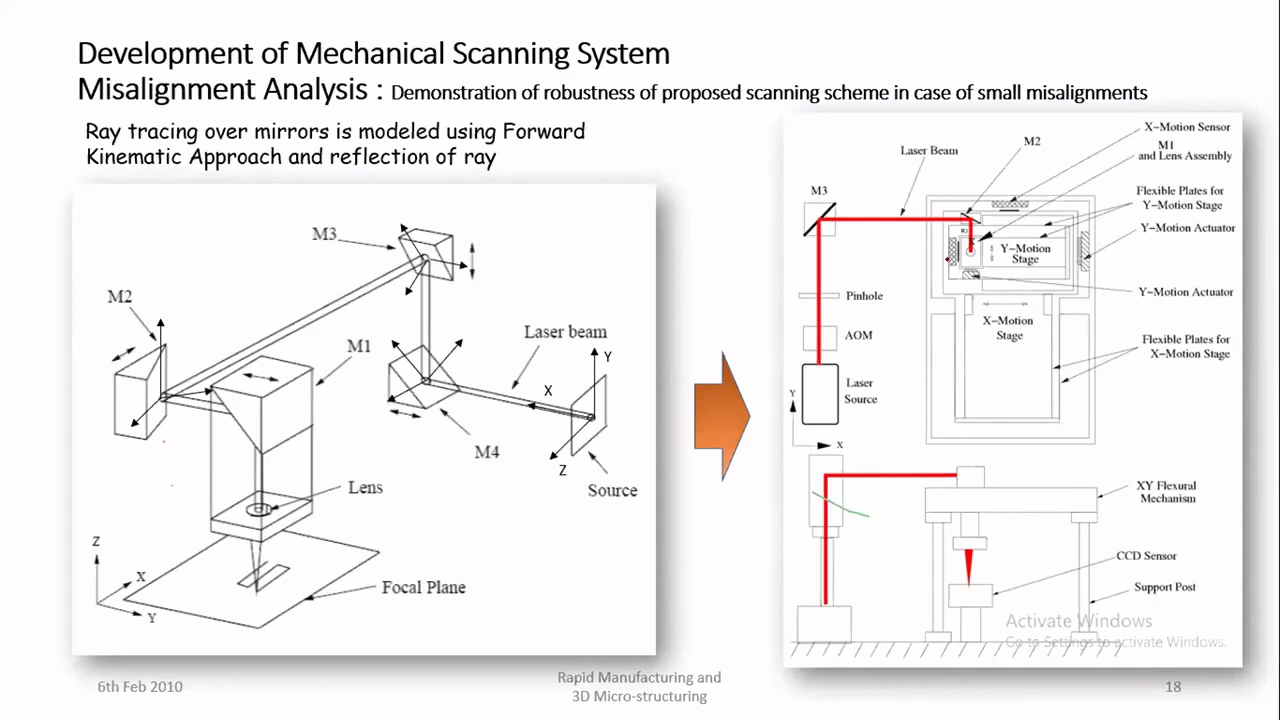 Development of Mechanical Scanning System
Misalignment Analysis : Demonstration of robustness of proposed scanning scheme in case of small misalignments
Ray tracing over mirrors is modeled using Forward
Kinematic Approach and reflection of ray
M3
M2
M1
Laser beam
Y
X
M4
Z
Source
Lens
Z
X
Y
Focal Plane
X-Motion Sensor
M2
M1
and Lens Assembly
Laser Beam
M3
Flexible Plates for
Y-Motion Stage
Y-Motion Actuator
Y-Motion
Stage
Pinhole
Y-Motion Actuator
AOM
X-Motion
Stage
Flexible Plates for
X-Motion Stage
Laser
Source
Y
X
XY Flexural
Mechanism
CCD Sensor
Support Post
Activate Windows
Go to Settings to activate Windows.
6th Feb 2010
Rapid Manufacturing and
3D Micro-structuring
18